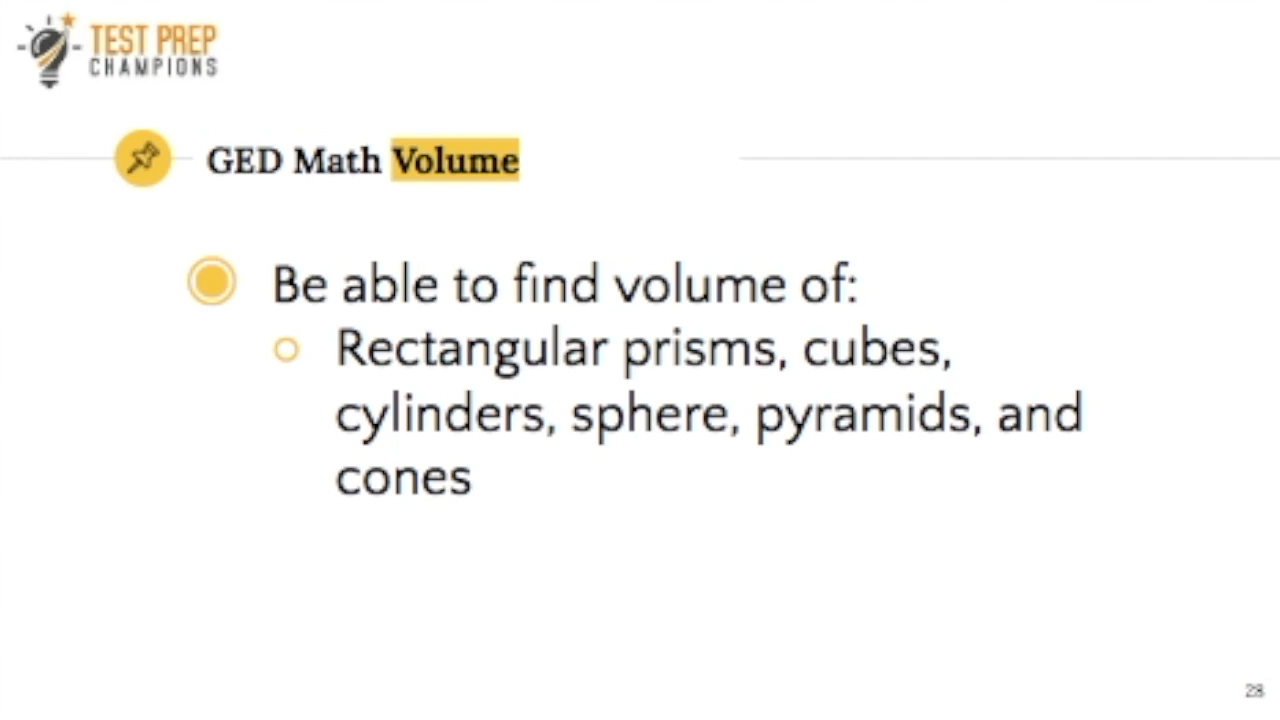 TEST PREP
CHAMPIONS
GED Math Volume
Be able to find volume of:
Rectangular prisms, cubes,
cylinders, sphere, pyramids, and
cones
28